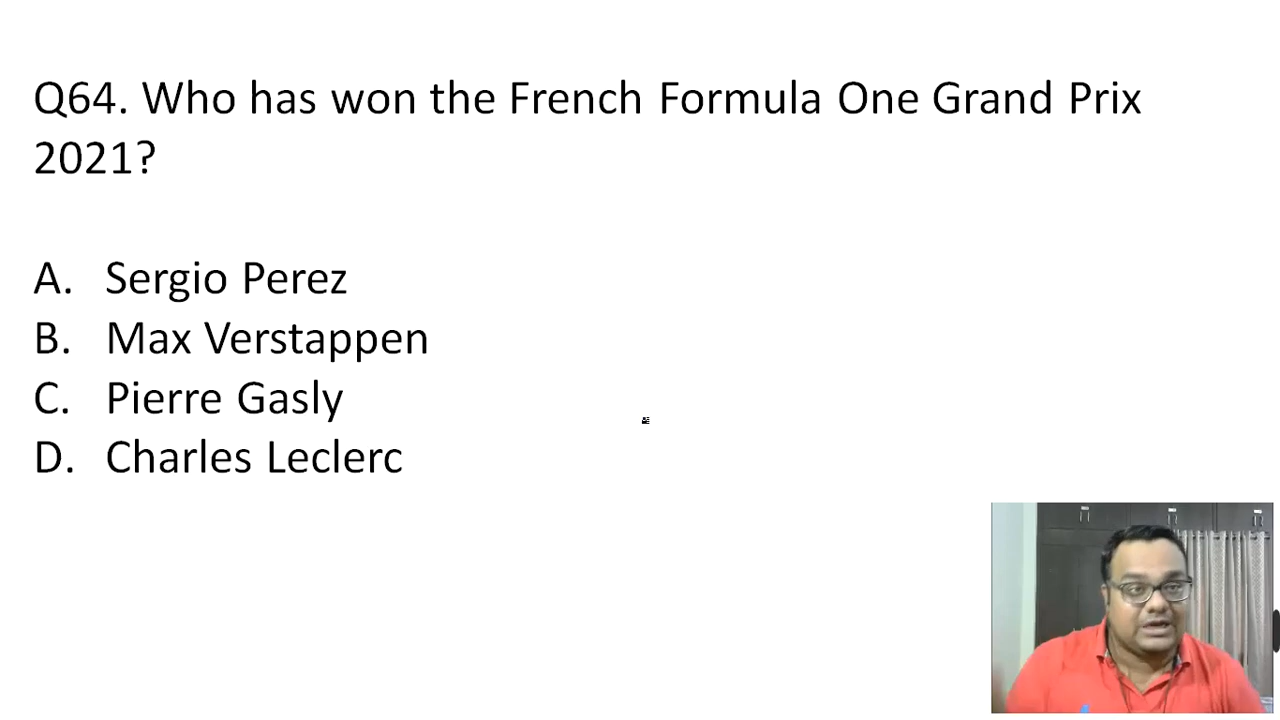 Q64. Who has won the French Formula One Grand Prix
2021?
A. Sergio Perez
B. Max Verstappen
C. Pierre Gasly
D. Charles Leclerc